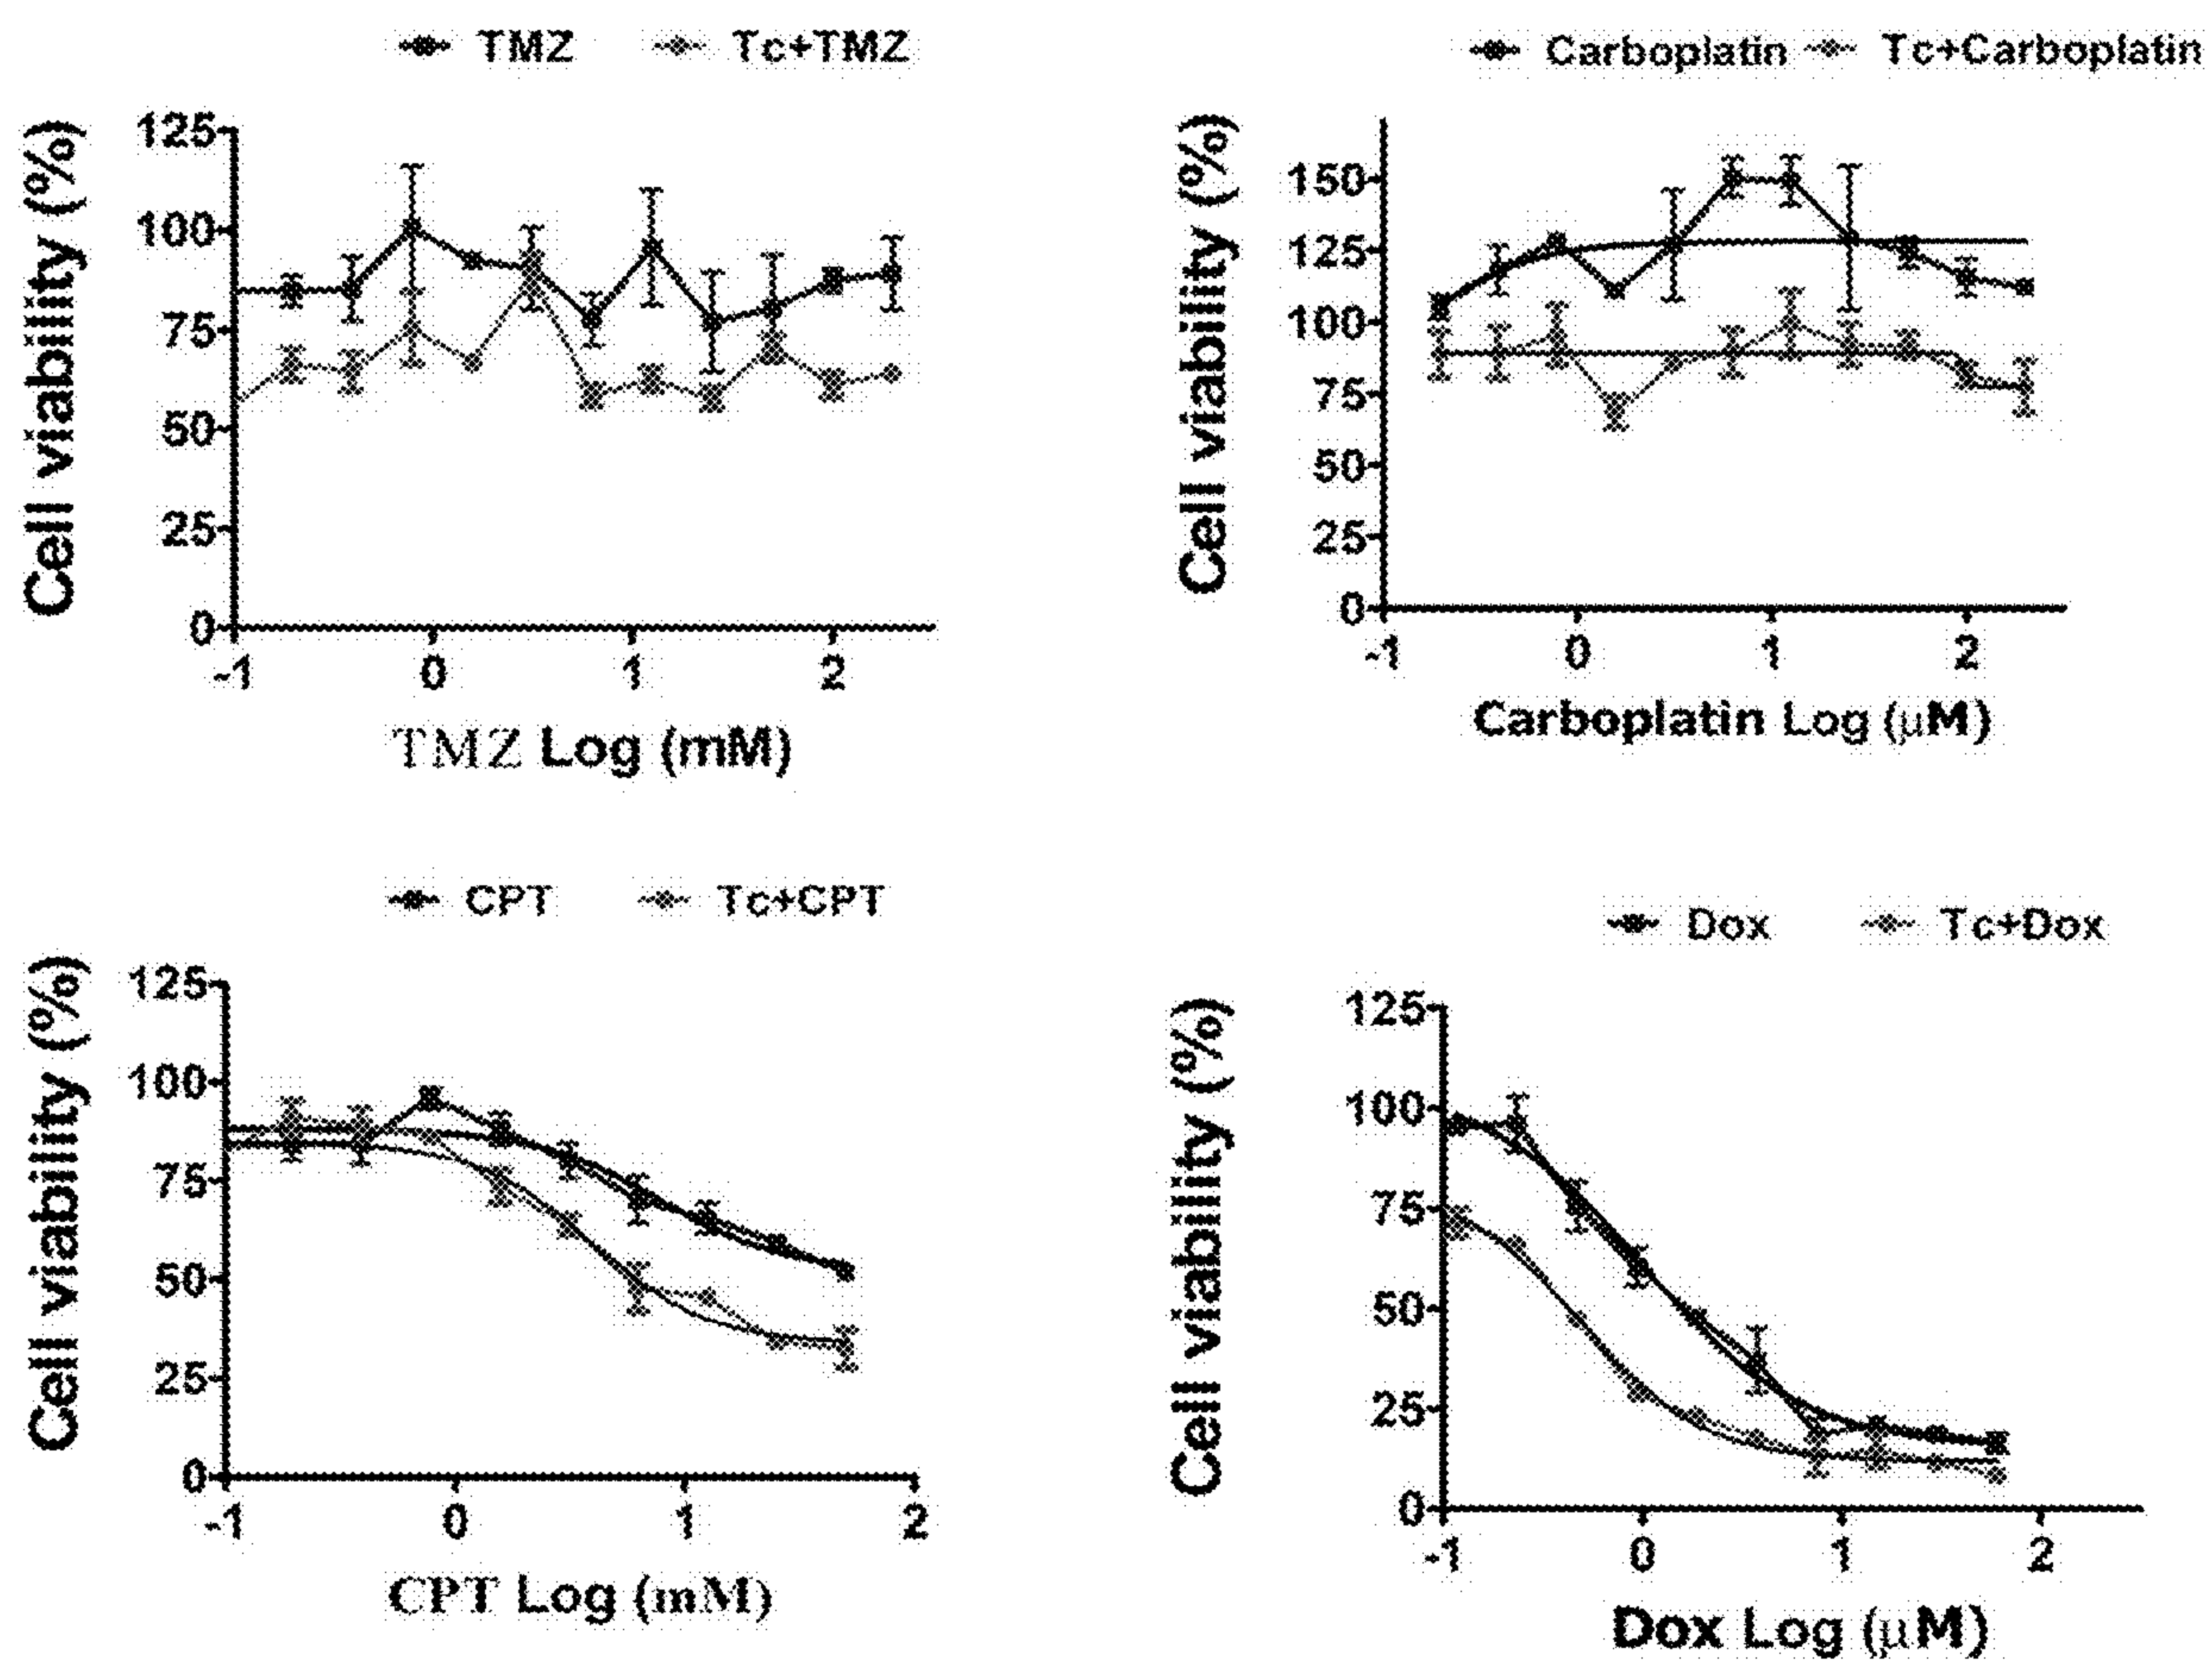 TMZ Tc+TMZ
Cell viability (%)
125
100
75
50
25
0
-1 0 1 2
TMZ Log (mM)
Carboplatin Tc+Carboplatin
Cell viability (%)
150
125
100
75
50
25
0
-1 0 1 2
Carboplatin Log (μM)
CPT Tc+CPT
Cell viability (%)
125
100
75
50
25
0
-1 0 1 2
CPT Log (mM)
Dox Tc+Dox
Cell viability (%)
125
100
75
50
25
0
-1 0 1 2
Dox Log (μM)